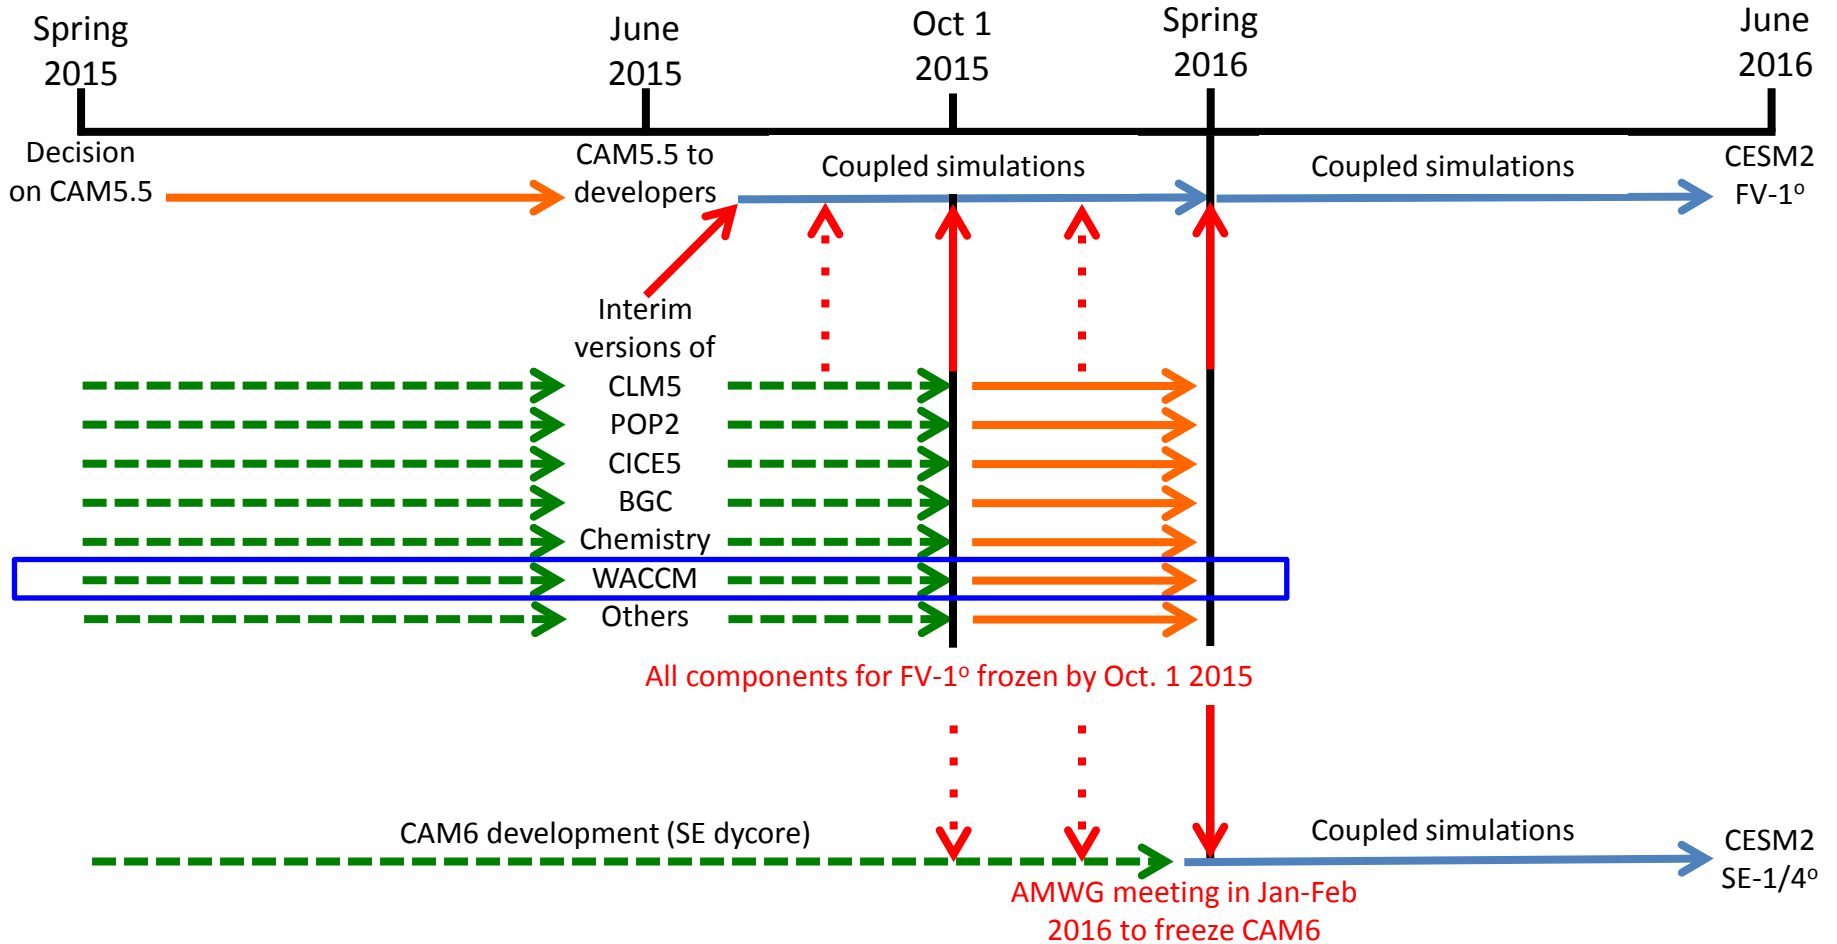 Spring
2015
June
2015
Oct 1
2015
Spring
2016
June
2016
Decision
on CAM5.5
CAM5.5 to
developers
Coupled simulations
Coupled simulations
CESM2
FV-1º
Interim
versions of
CLM5
POP2
CICE5
BGC
Chemistry
WACCM
Others
All components for FV-1º frozen by Oct. 1 2015
CAM6 development (SE dycore)
Coupled simulations
CESM2
SE-1/4º
AMWG meeting in Jan-Feb
2016 to freeze CAM6